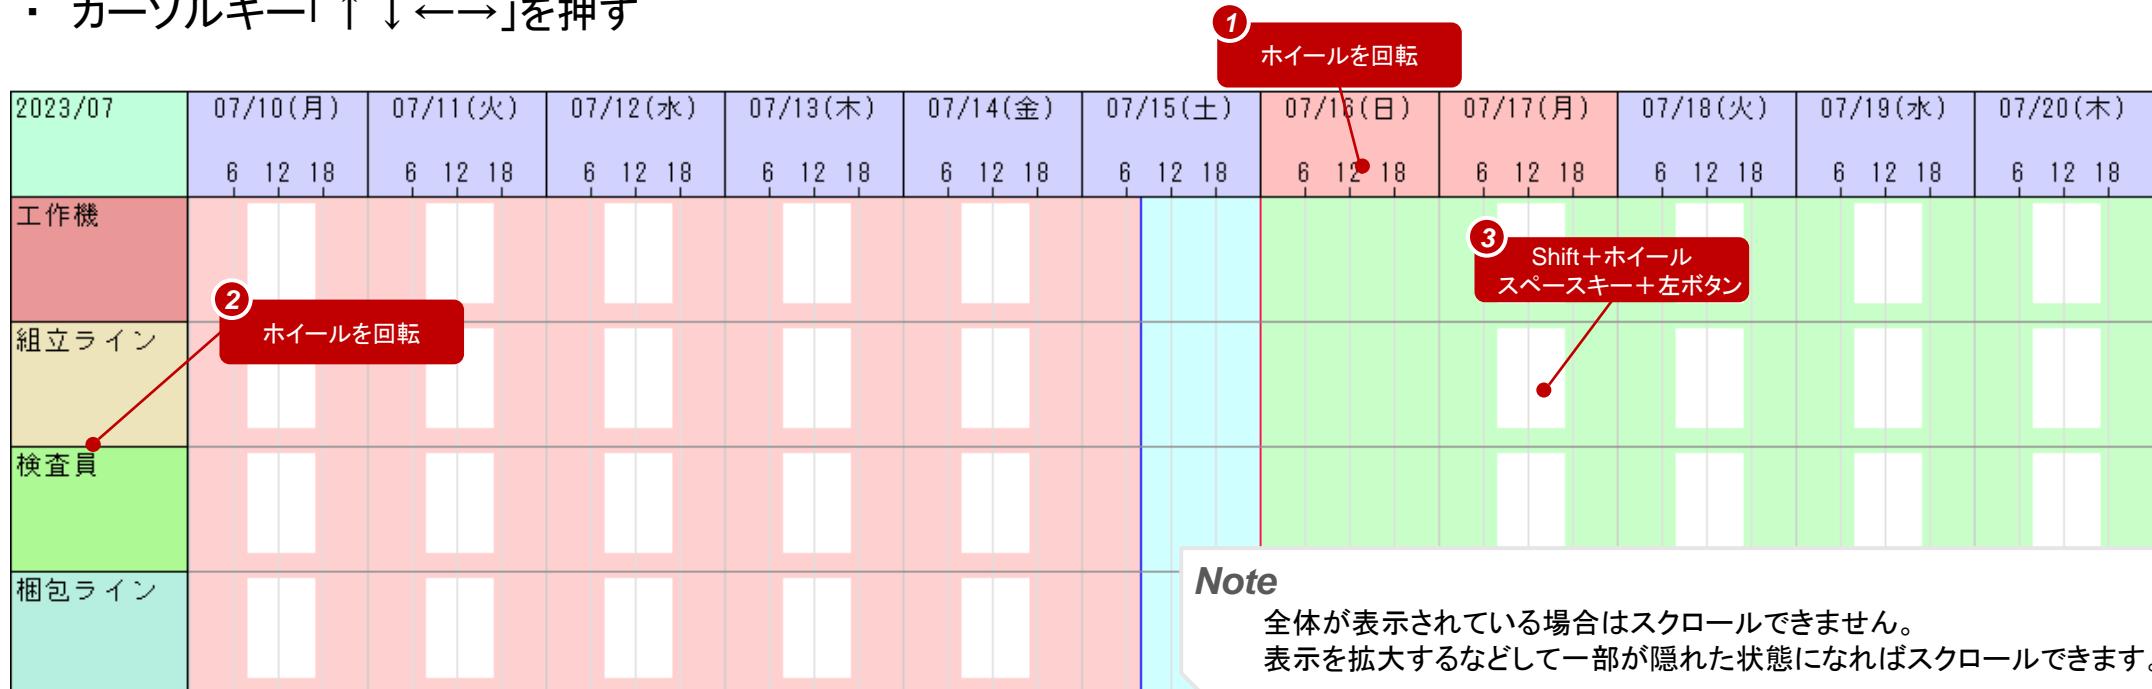 ・ カーソルキー「↑↓←→」を押す
1
ホイールを回転
2023/07 07/10(月) 07/11(火) 07/12(水) 07/13(木) 07/14(金) 07/15(土) 07/16(日) 07/17(月) 07/18(火) 07/19(水) 07/20(木)
6 12 18 6 12 18 6 12 18 6 12 18 6 12 18 6 12 18 6 12 18 6 12 18 6 12 18 6 12 18 6 12 18
工作機
3
Shift＋ホイール
スペースキー＋左ボタン
2
ホイールを回転
組立ライン
検査員
梱包ライン
Note
全体が表示されている場合はスクロールできません。
表示を拡大するなどして一部が隠れた状態になればスクロールできます。